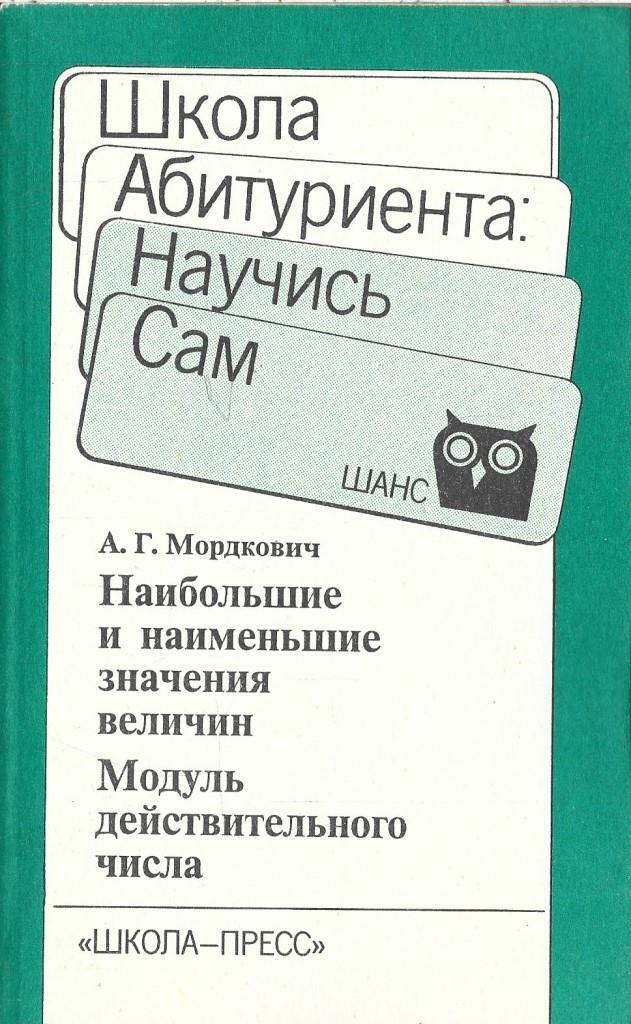 Школа
Абитуриента:
Научись
Сам
ШАНС
А. Г. Мордкович
Наибольшие
и наименьшие
значения
величин
Модуль
действительного
числа
«ШКОЛА–ПРЕСС»